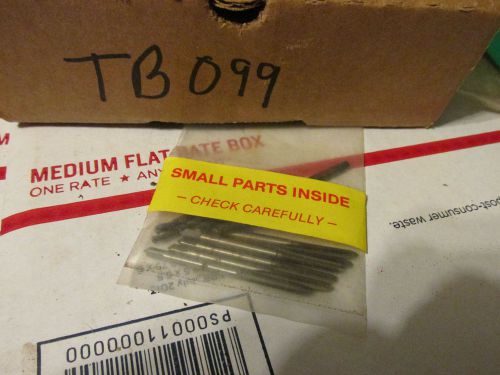 TB099
MEDIUM FLAT RATE BOX
ONE RATE ★ ANY
SMALL PARTS INSIDE
– CHECK CAREFULLY –
post-consumer waste.
PS00011000000